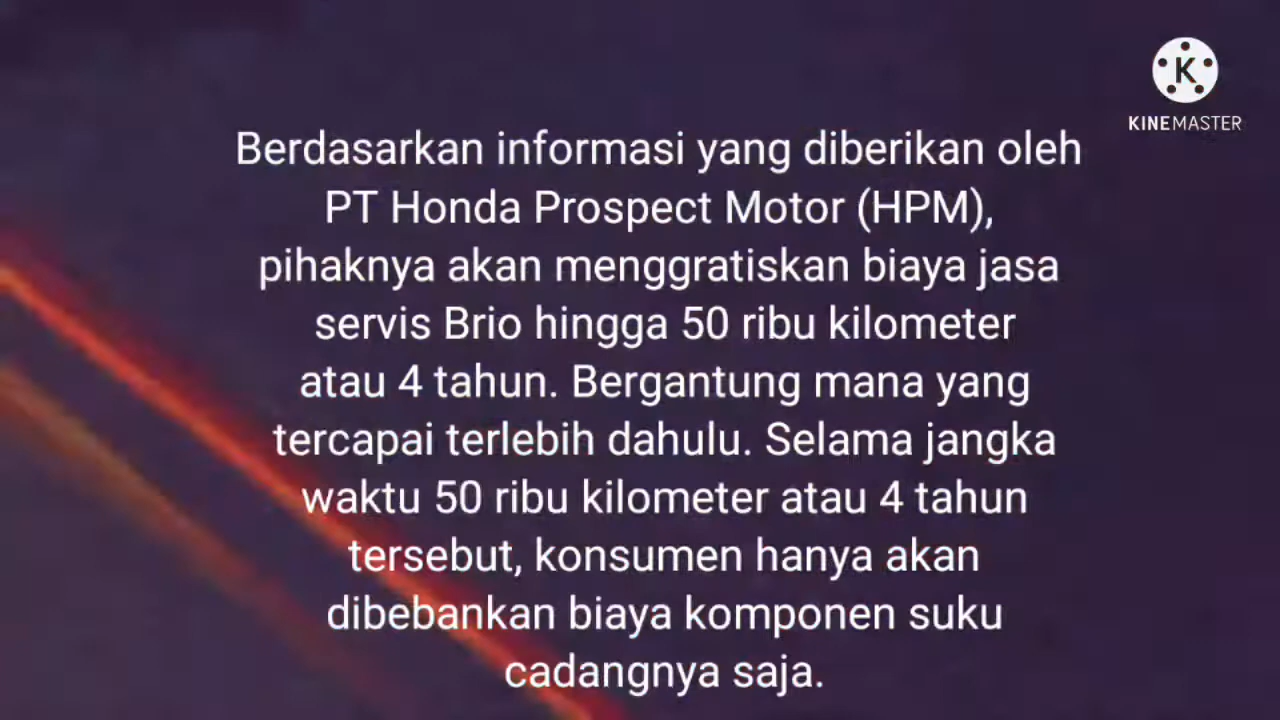 K
KINEMASTER
Berdasarkan informasi yang diberikan oleh
PT Honda Prospect Motor (HPM),
pihaknya akan menggratiskan biaya jasa
servis Brio hingga 50 ribu kilometer
atau 4 tahun. Bergantung mana yang
tercapai terlebih dahulu. Selama jangka
waktu 50 ribu kilometer atau 4 tahun
tersebut, konsumen hanya akan
dibebankan biaya komponen suku
cadangnya saja.